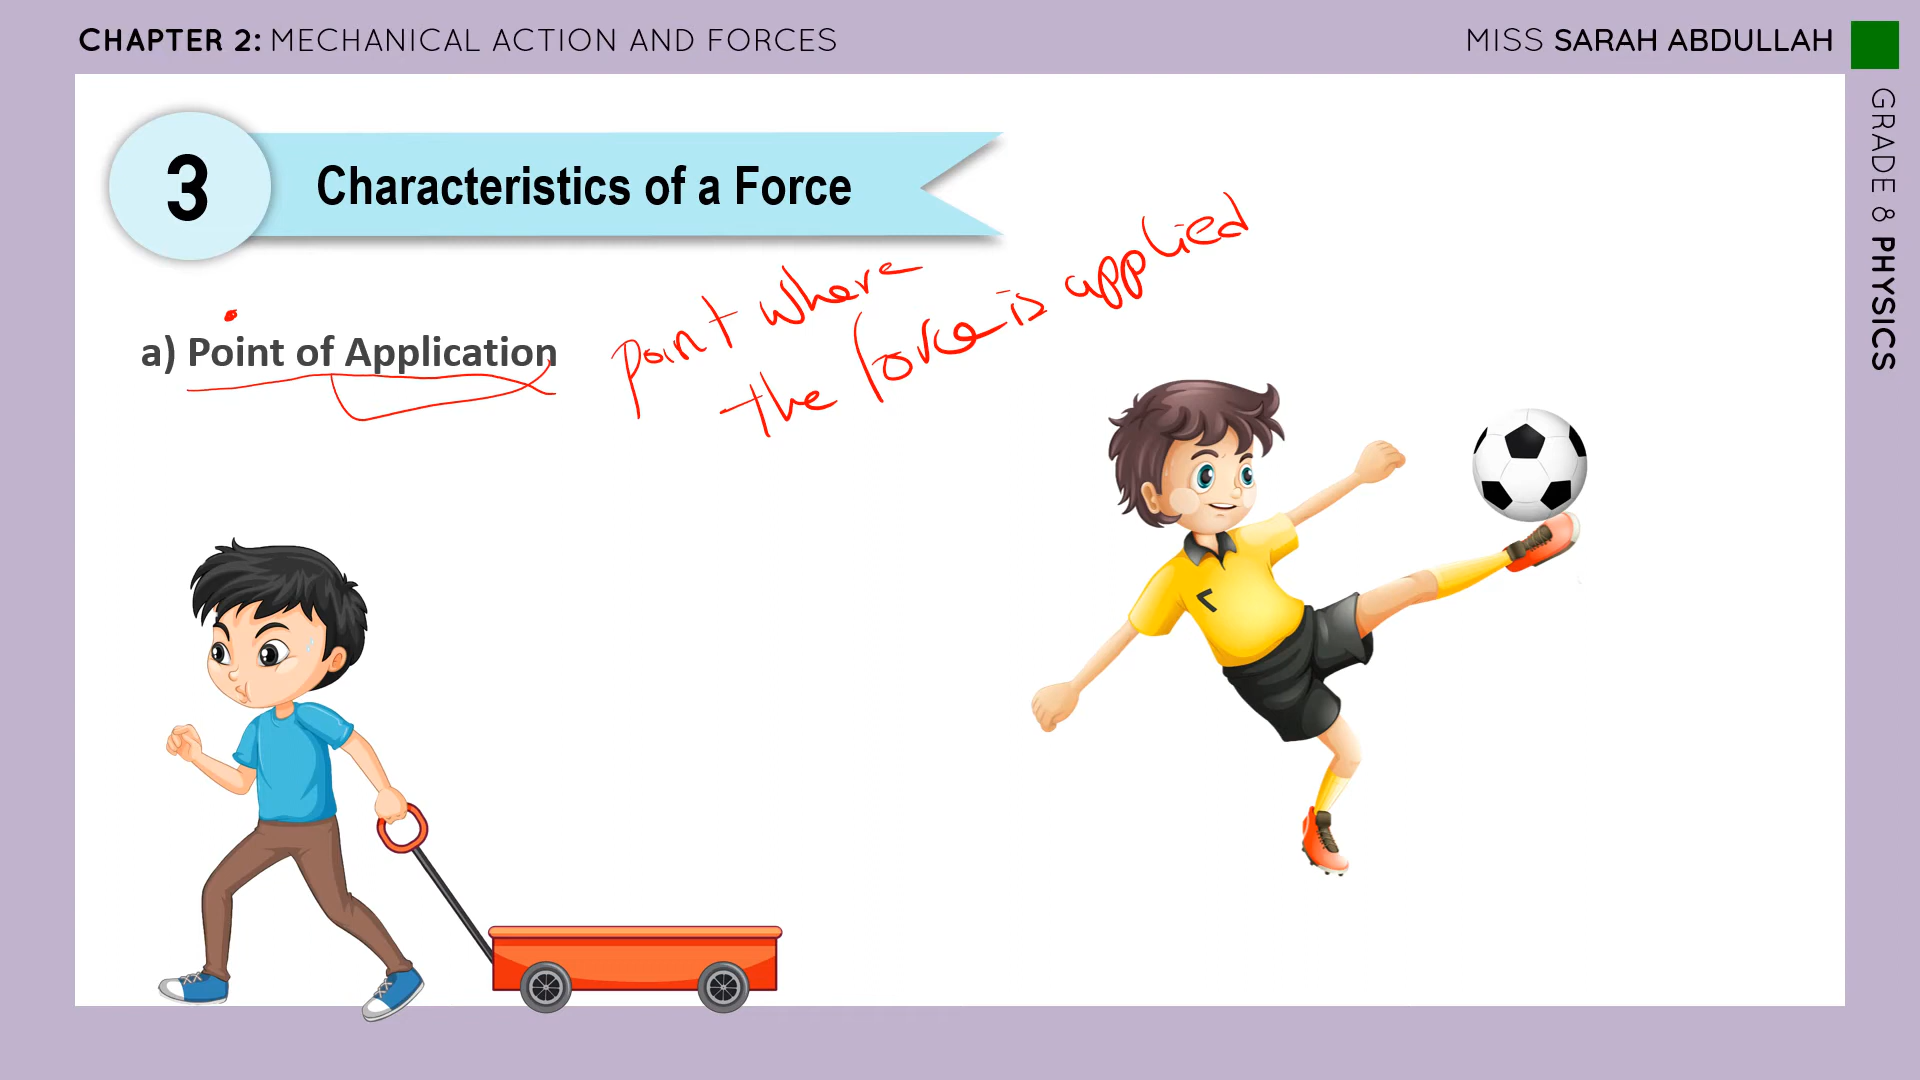 CHAPTER 2: MECHANICAL ACTION AND FORCES
MISS SARAH ABDULLAH
GRADE 8 PHYSICS
3
Characteristics of a Force
a) Point of Application
point where
the force is applied
7